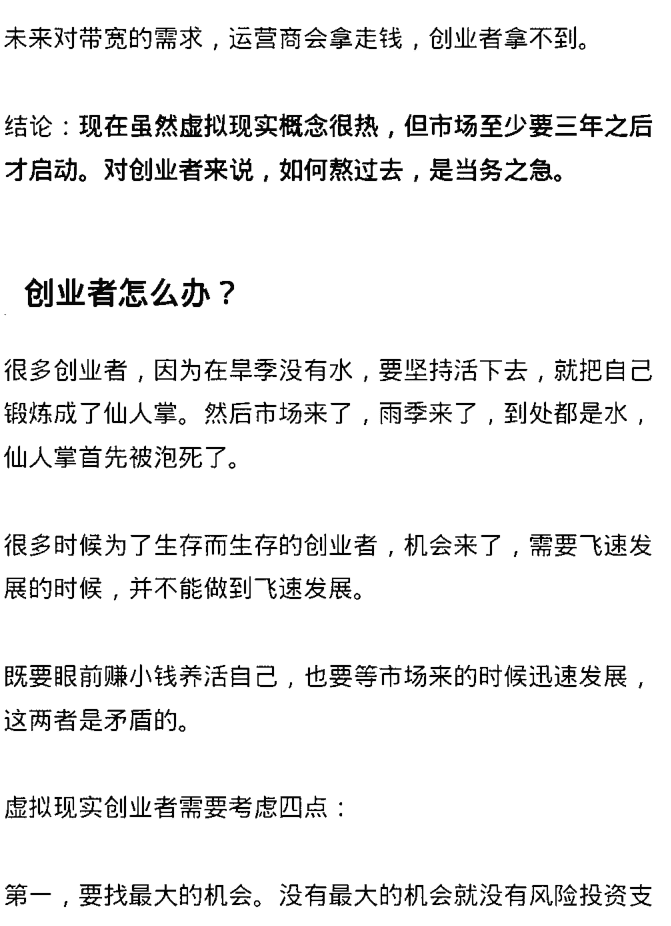 未来对带宽的需求，运营商会拿走钱，创业者拿不到。
结论：现在虽然虚拟现实概念很热，但市场至少要三年之后
才启动。对创业者来说，如何熬过去，是当务之急。
创业者怎么办？
很多创业者，因为在旱季没有水，要坚持活下去，就把自己
锻炼成了仙人掌。然后市场来了，雨季来了，到处都是水，
仙人掌首先被泡死了。
很多时候为了生存而生存的创业者，机会来了，需要飞速发
展的时候，并不能做到飞速发展。
既要眼前赚小钱养活自己，也要等市场来的时候迅速发展，
这两者是矛盾的。
虚拟现实创业者需要考虑四点：
第一，要找最大的机会。没有最大的机会就没有风险投资支